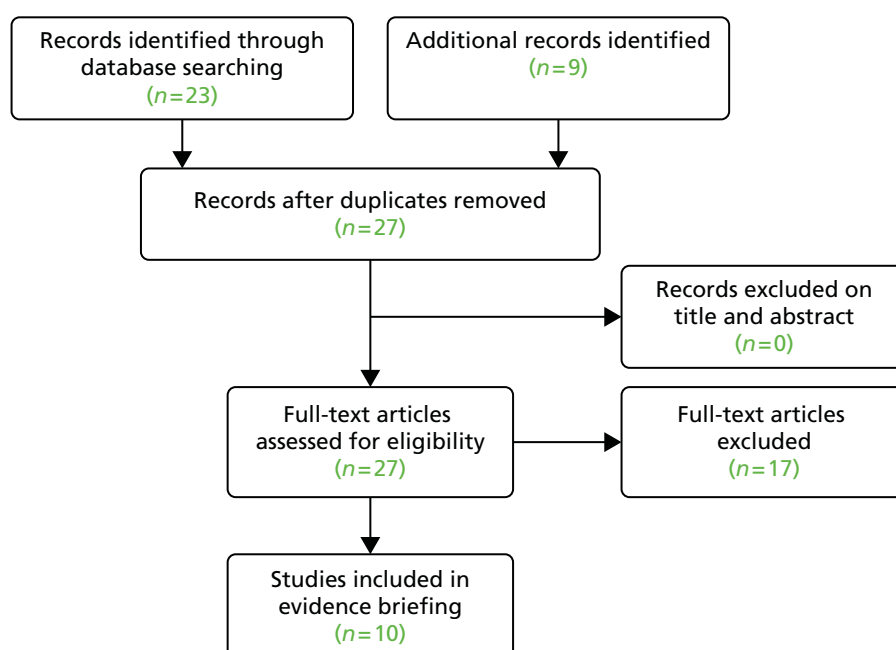 Records identified through
database searching
(n=23)
Additional records identified
(n=9)
Records after duplicates removed
(n=27)
Records excluded on
title and abstract
(n=0)
Full-text articles
assessed for eligibility
(n=27)
Full-text articles
excluded
(n=17)
Studies included in
evidence briefing
(n=10)